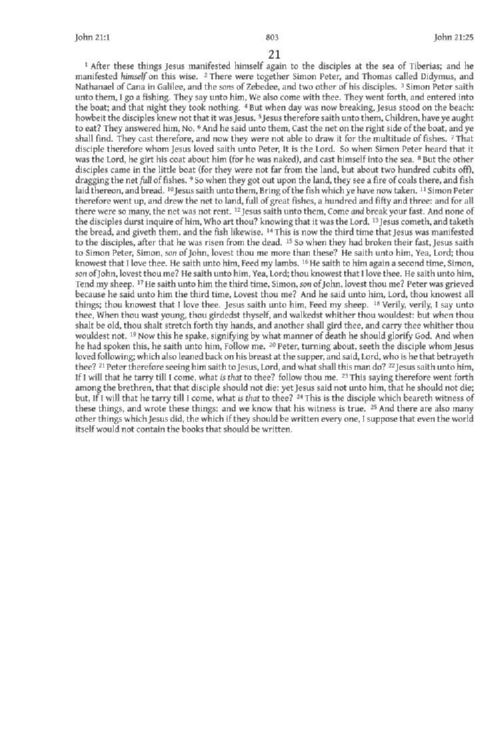 John 21:1 803 John 21:25
21
1 After these things Jesus manifested himself again to the disciples at the sea of Tiberias; and he
manifested himself on this wise. 2 There were together Simon Peter, and Thomas called Didymus, and
Nathanael of Cana in Galilee, and the sons of Zebedee, and two other of his disciples. 3 Simon Peter saith
unto them, I go a fishing. They say unto him, We also come with thee. They went forth, and entered into
the boat; and that night they took nothing. 4 But when day was now breaking, Jesus stood on the beach:
howbeit the disciples knew not that it was Jesus. 5 Jesus therefore saith unto them, Children, have ye aught
to eat? They answered him, No. 6 And he said unto them, Cast the net on the right side of the boat, and ye
shall find. They cast therefore, and now they were not able to draw it for the multitude of fishes. 7 That
disciple therefore whom Jesus loved saith unto Peter, It is the Lord. So when Simon Peter heard that it
was the Lord, he girt his coat about him (for he was naked), and cast himself into the sea. 8 But the other
disciples came in the little boat (for they were not far from the land, but about two hundred cubits off),
dragging the net full of fishes. 9 So when they got out upon the land, they see a fire of coals there, and fish
laid thereon, and bread. 10 Jesus saith unto them, Bring of the fish which ye have now taken. 11 Simon Peter
therefore went up, and drew the net to land, full of great fishes, a hundred and fifty and three: and for all
there were so many, the net was not rent. 12 Jesus saith unto them, Come and break your fast. And none of
the disciples durst inquire of him, Who art thou? knowing that it was the Lord. 13 Jesus cometh, and taketh
the bread, and giveth them, and the fish likewise. 14 This is now the third time that Jesus was manifested
to the disciples, after that he was risen from the dead. 15 So when they had broken their fast, Jesus saith
to Simon Peter, Simon, son of John, lovest thou me more than these? He saith unto him, Yea, Lord; thou
knowest that I love thee. He saith unto him, Feed my lambs. 16 He saith to him again a second time, Simon,
son of John, lovest thou me? He saith unto him, Yea, Lord; thou knowest that I love thee. He saith unto him,
Tend my sheep. 17 He saith unto him the third time, Simon, son of John, lovest thou me? Peter was grieved
because he said unto him the third time, Lovest thou me? And he said unto him, Lord, thou knowest all
things; thou knowest that I love thee. Jesus saith unto him, Feed my sheep. 18 Verily, verily, I say unto
thee, When thou wast young, thou girdedst thyself, and walkedst whither thou wouldest: but when thou
shalt be old, thou shalt stretch forth thy hands, and another shall gird thee, and carry thee whither thou
wouldest not. 19 Now this he spake, signifying by what manner of death he should glorify God. And when
he had spoken this, he saith unto him, Follow me. 20 Peter, turning about, seeth the disciple whom Jesus
loved following; which also leaned back on his breast at the supper, and said, Lord, who is he that betrayeth
thee? 21 Peter therefore seeing him saith to Jesus, Lord, and what shall this man do? 22 Jesus saith unto him,
If I will that he tarry till I come, what is that to thee? follow thou me. 23 This saying therefore went forth
among the brethren, that that disciple should not die: yet Jesus said not unto him, that he should not die;
but, If I will that he tarry till I come, what is that to thee? 24 This is the disciple which beareth witness of
these things, and wrote these things: and we know that his witness is true. 25 And there are also many
other things which Jesus did, the which if they should be written every one, I suppose that even the world
itself would not contain the books that should be written.